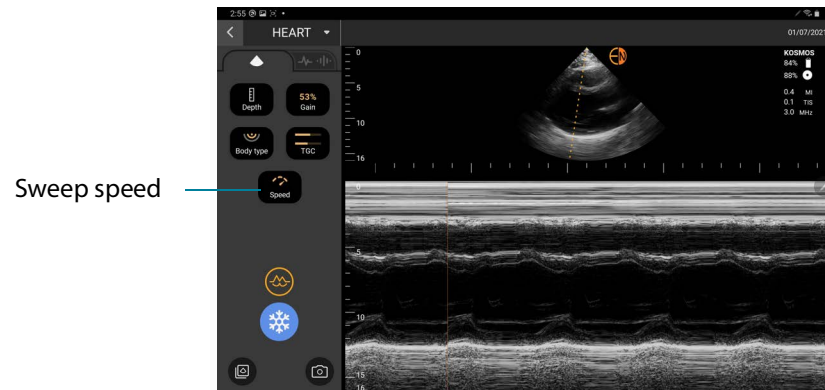 2:55
HEART
01/07/2021
KOSMOS
84%
88%
0.4 MI
0.1 TIS
3.0 MHz
0
5
10
16
Depth
53%
Gain
Body type
TGC
Sweep speed
Speed
0
5
10
15
16